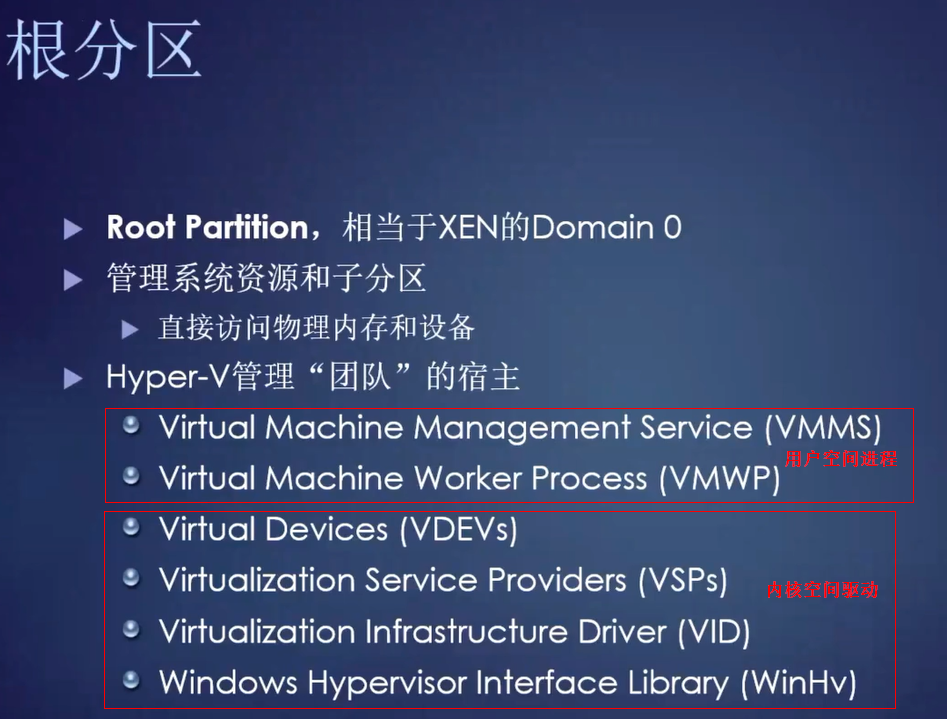 根分区
Root Partition，相当于XEN的Domain 0
管理系统资源和子分区
直接访问物理内存和设备
Hyper-V管理“团队”的宿主
Virtual Machine Management Service (VMMS)
用户空间进程
Virtual Machine Worker Process (VMWP)
Virtual Devices (VDEVs)
Virtualization Service Providers (VSPs)
内核空间驱动
Virtualization Infrastructure Driver (VID)
Windows Hypervisor Interface Library (WinHv)